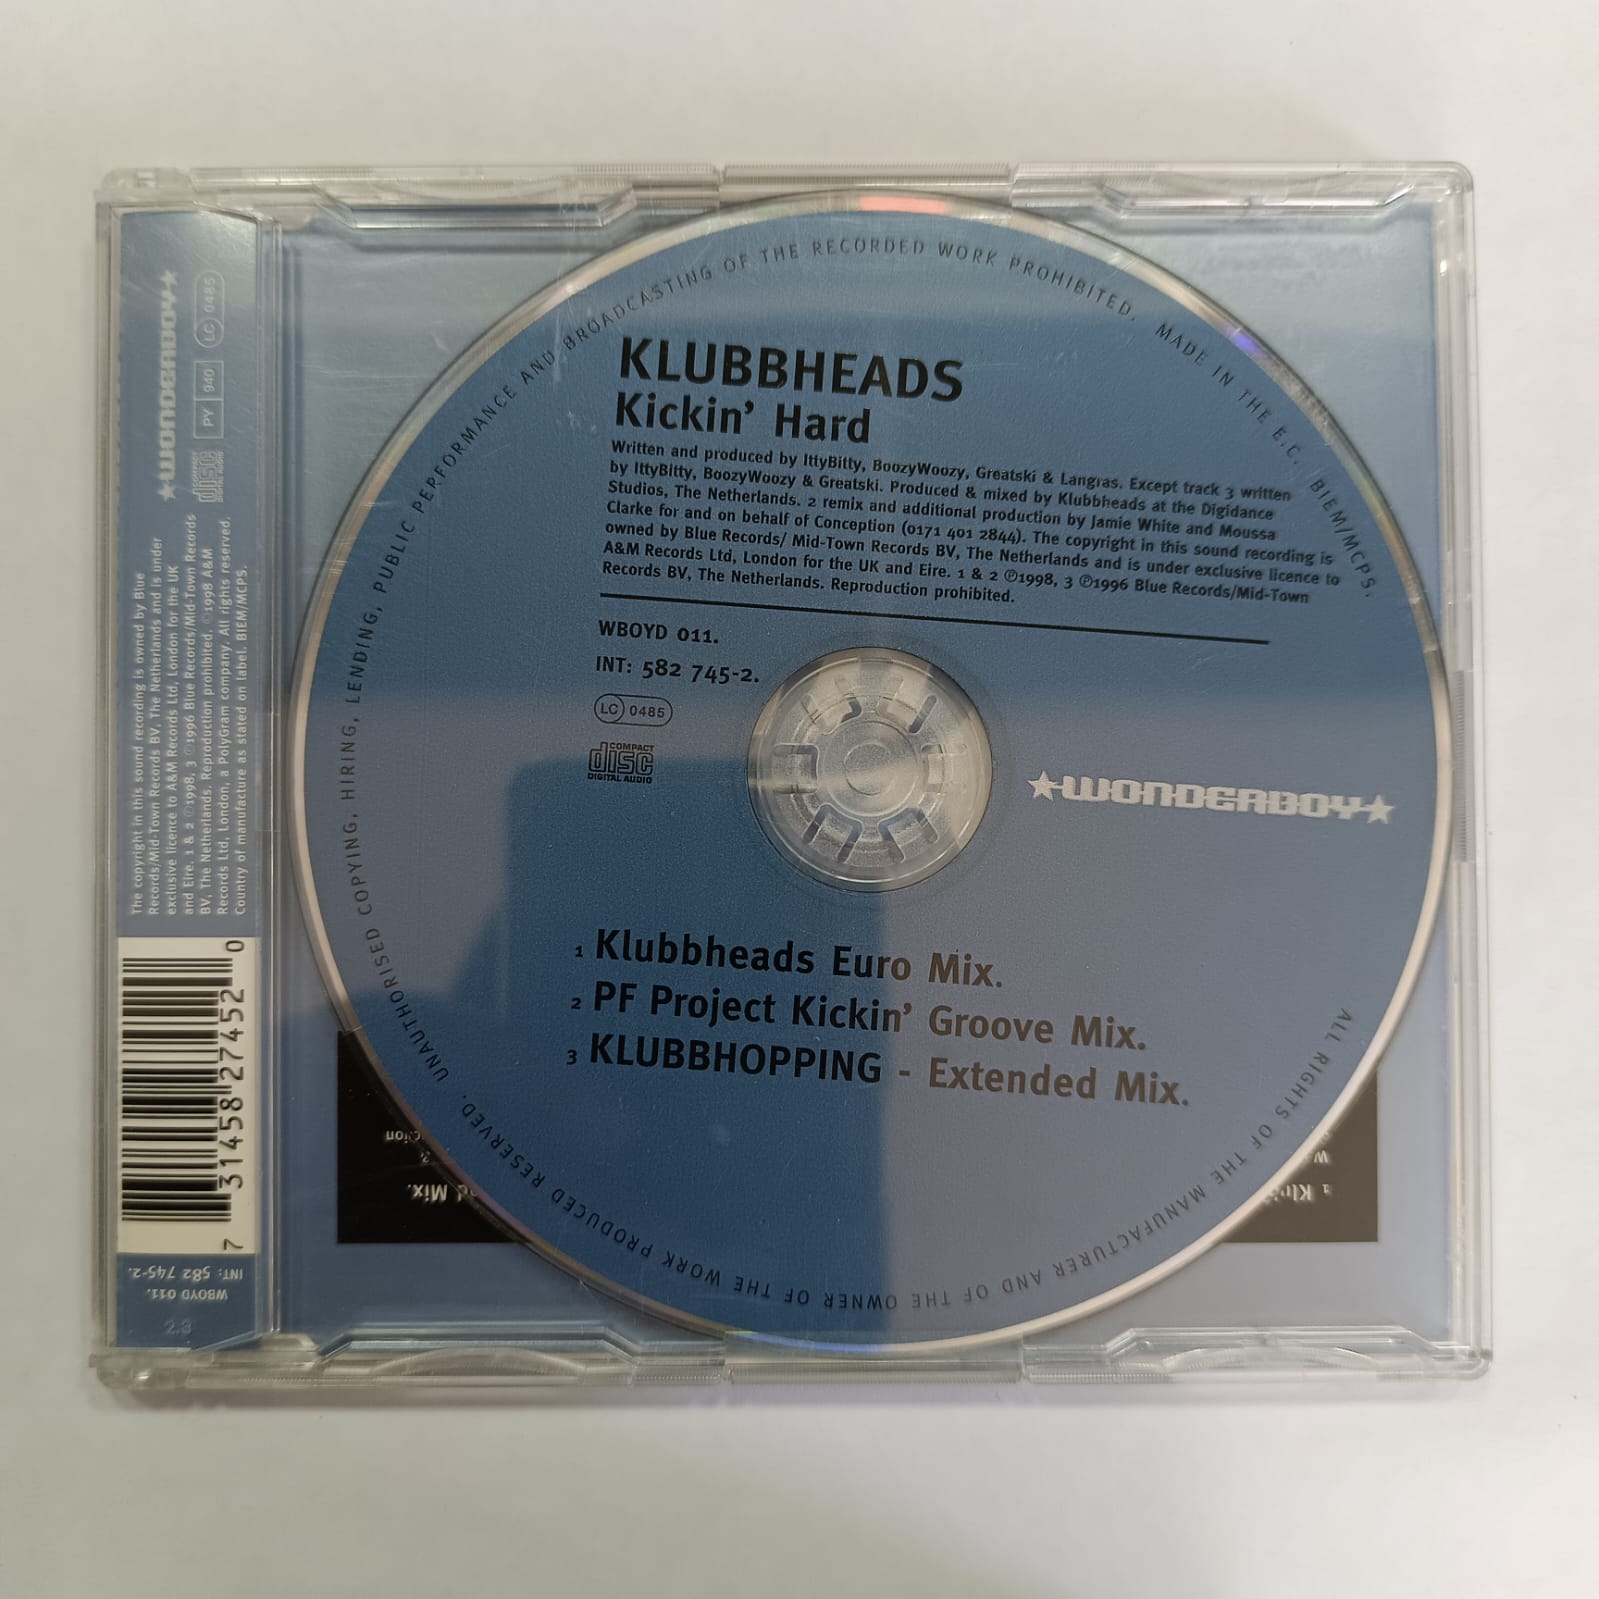 UNAUTHORISED COPYING, HIRING, LENDING, PUBLIC PERFORMANCE AND BROADCASTING OF THE RECORDED WORK PROHIBITED. MADE IN THE E.C. BIEM/MCPS.
KLUBBHEADS
Kickin' Hard
Written and produced by IttyBitty, BoozyWoozy, Greatski & Langras. Except track 3 written
by IttyBitty, BoozyWoozy & Greatski. Produced & mixed by Klubbheads at the Digidance
Studios, The Netherlands. 2 remix and additional production by Jamie White and Moussa
Clarke for and on behalf of Conception (0171 401 2844). The copyright in this sound recording is
owned by Blue Records/ Mid-Town Records BV, The Netherlands and is under exclusive licence to
A&M Records Ltd, London for the UK and Eire. 1 & 2 ℗1998, 3 ℗1996 Blue Records/Mid-Town
Records BV, The Netherlands. Reproduction prohibited.
WBOYD 011.
INT: 582 745-2.
LC 0485
COMPACT
disc
DIGITAL AUDIO
★WONDERBOY★
1 Klubbheads Euro Mix.
2 PF Project Kickin' Groove Mix.
3 KLUBBHOPPING - Extended Mix.
ALL RIGHTS OF THE MANUFACTURER AND OF THE OWNER OF THE WORK PRODUCED RESERVED.
★WONDERBOY★
COMPACT
disc
DIGITAL AUDIO
PY 940
LC 0485
The copyright in this sound recording is owned by Blue
Records/Mid-Town Records BV, The Netherlands and is under
exclusive licence to A&M Records Ltd, London for the UK
and Eire. 1 & 2 ℗1998, 3 ℗1996 Blue Records/Mid-Town Records
BV, The Netherlands. Reproduction prohibited. ©1998 A&M
Records Ltd, London, a PolyGram company. All rights reserved.
Country of manufacture as stated on label. BIEM/MCPS.
7 31458 27452 0
WBOYD 011.
INT: 582 745-2.
Mix.